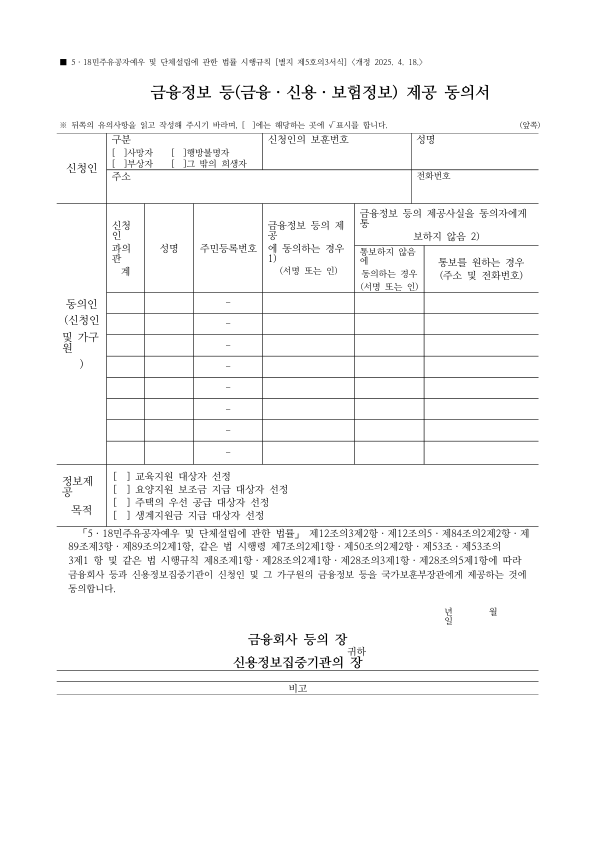 ■ 5ㆍ18민주유공자예우 및 단체설립에 관한 법률 시행규칙 [별지 제5호의3서식] <개정 2025. 4. 18.>
금융정보 등(금융ㆍ신용ㆍ보험정보) 제공 동의서
※ 뒤쪽의 유의사항을 읽고 작성해 주시기 바라며, [ ]에는 해당하는 곳에 √표시를 합니다. (앞쪽)
신청인
구분
[ ]사망자 [ ]행방불명자
[ ]부상자 [ ]그 밖의 희생자
신청인의 보훈번호
성명
주소
전화번호
동의인
(신청인
및 가구
원
)
신청
인
과의
관
계
성명
주민등록번호
금융정보 등의 제
공
에 동의하는 경우
1)
(서명 또는 인)
금융정보 등의 제공사실을 동의자에게
통
보하지 않음 2)
통보하지 않음
에
동의하는 경우
(서명 또는 인)
통보를 원하는 경우
(주소 및 전화번호)
-
-
-
-
-
-
-
-
정보제
공
목적
[ ] 교육지원 대상자 선정
[ ] 요양지원 보조금 지급 대상자 선정
[ ] 주택의 우선 공급 대상자 선정
[ ] 생계지원금 지급 대상자 선정
「5ㆍ18민주유공자예우 및 단체설립에 관한 법률」 제12조의3제2항ㆍ제12조의5ㆍ제84조의2제2항ㆍ제
89조제3항ㆍ제89조의2제1항, 같은 법 시행령 제7조의2제1항ㆍ제50조의2제2항ㆍ제53조ㆍ제53조의
3제1 항 및 같은 법 시행규칙 제8조제1항ㆍ제28조의2제1항ㆍ제28조의3제1항ㆍ제28조의5제1항에 따라
금융회사 등과 신용정보집중기관이 신청인 및 그 가구원의 금융정보 등을 국가보훈부장관에게 제공하는 것에
동의합니다.
년 월
일
금융회사 등의 장
귀하
신용정보집중기관의 장
비고